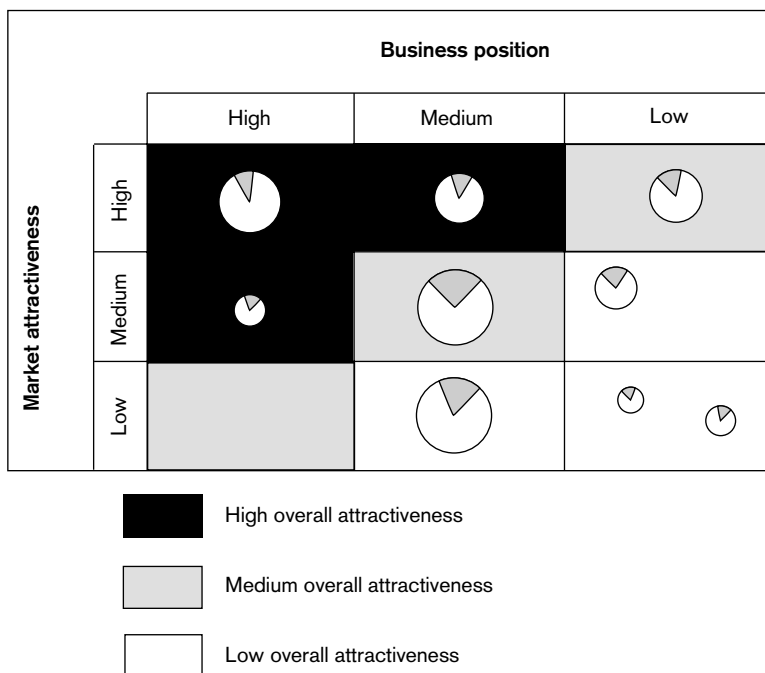 Business position
High
Medium
Low
Market attractiveness
High
Medium
Low
High overall attractiveness
Medium overall attractiveness
Low overall attractiveness